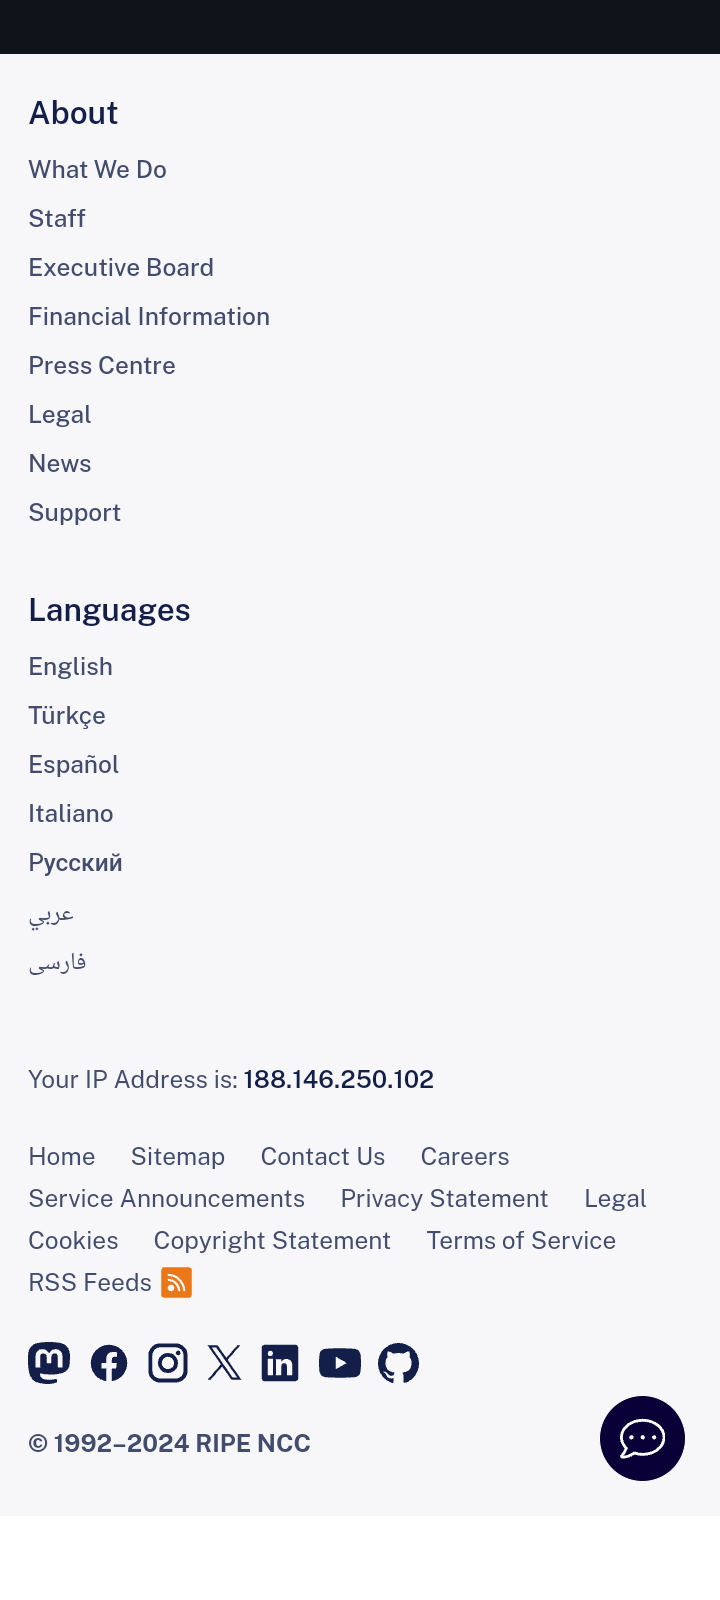 About
What We Do
Staff
Executive Board
Financial Information
Press Centre
Legal
News
Support
Languages
English
Türkçe
Español
Italiano
Русский
عربي
فارسی
Your IP Address is: 188.146.250.102
Home Sitemap Contact Us Careers
Service Announcements Privacy Statement Legal
Cookies Copyright Statement Terms of Service
RSS Feeds
© 1992–2024 RIPE NCC